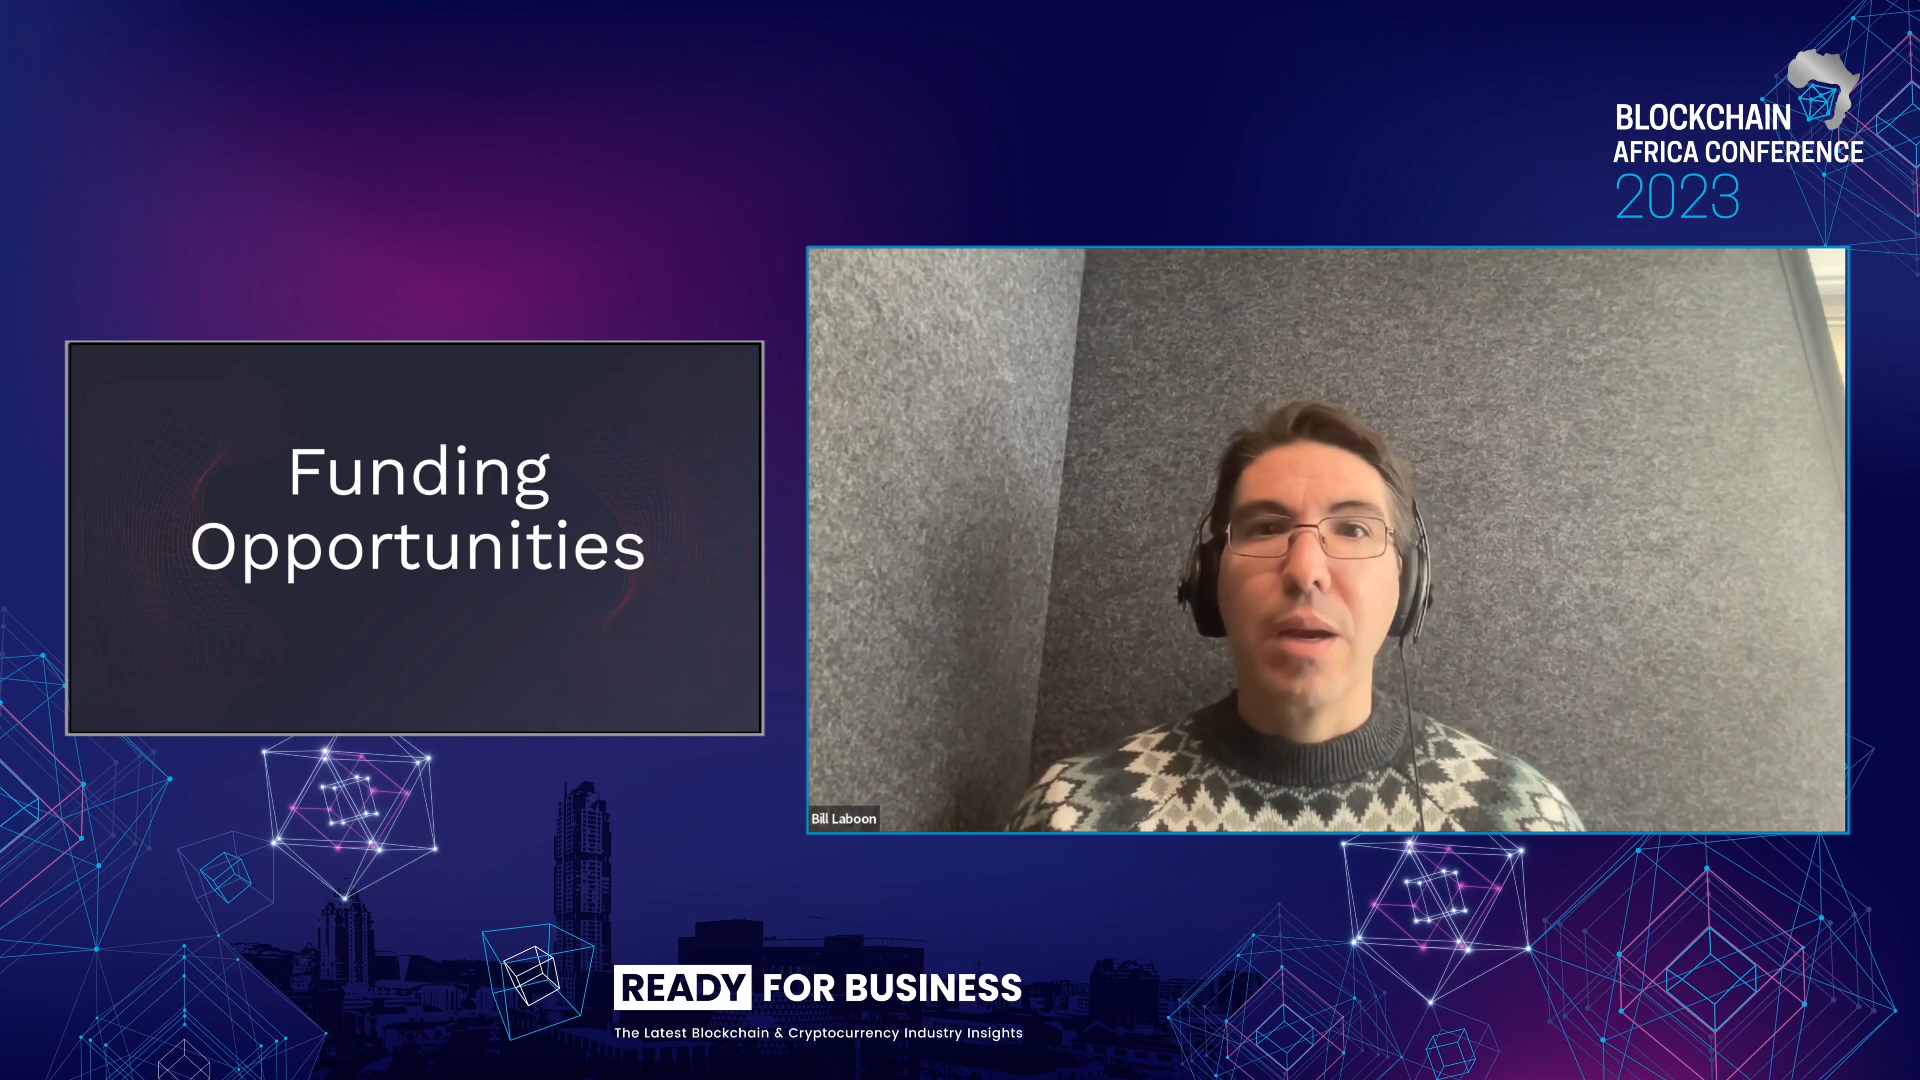 BLOCKCHAIN
AFRICA CONFERENCE
2023
Funding
Opportunities
Bill Laboon
READY FOR BUSINESS
The Latest Blockchain & Cryptocurrency Industry Insights